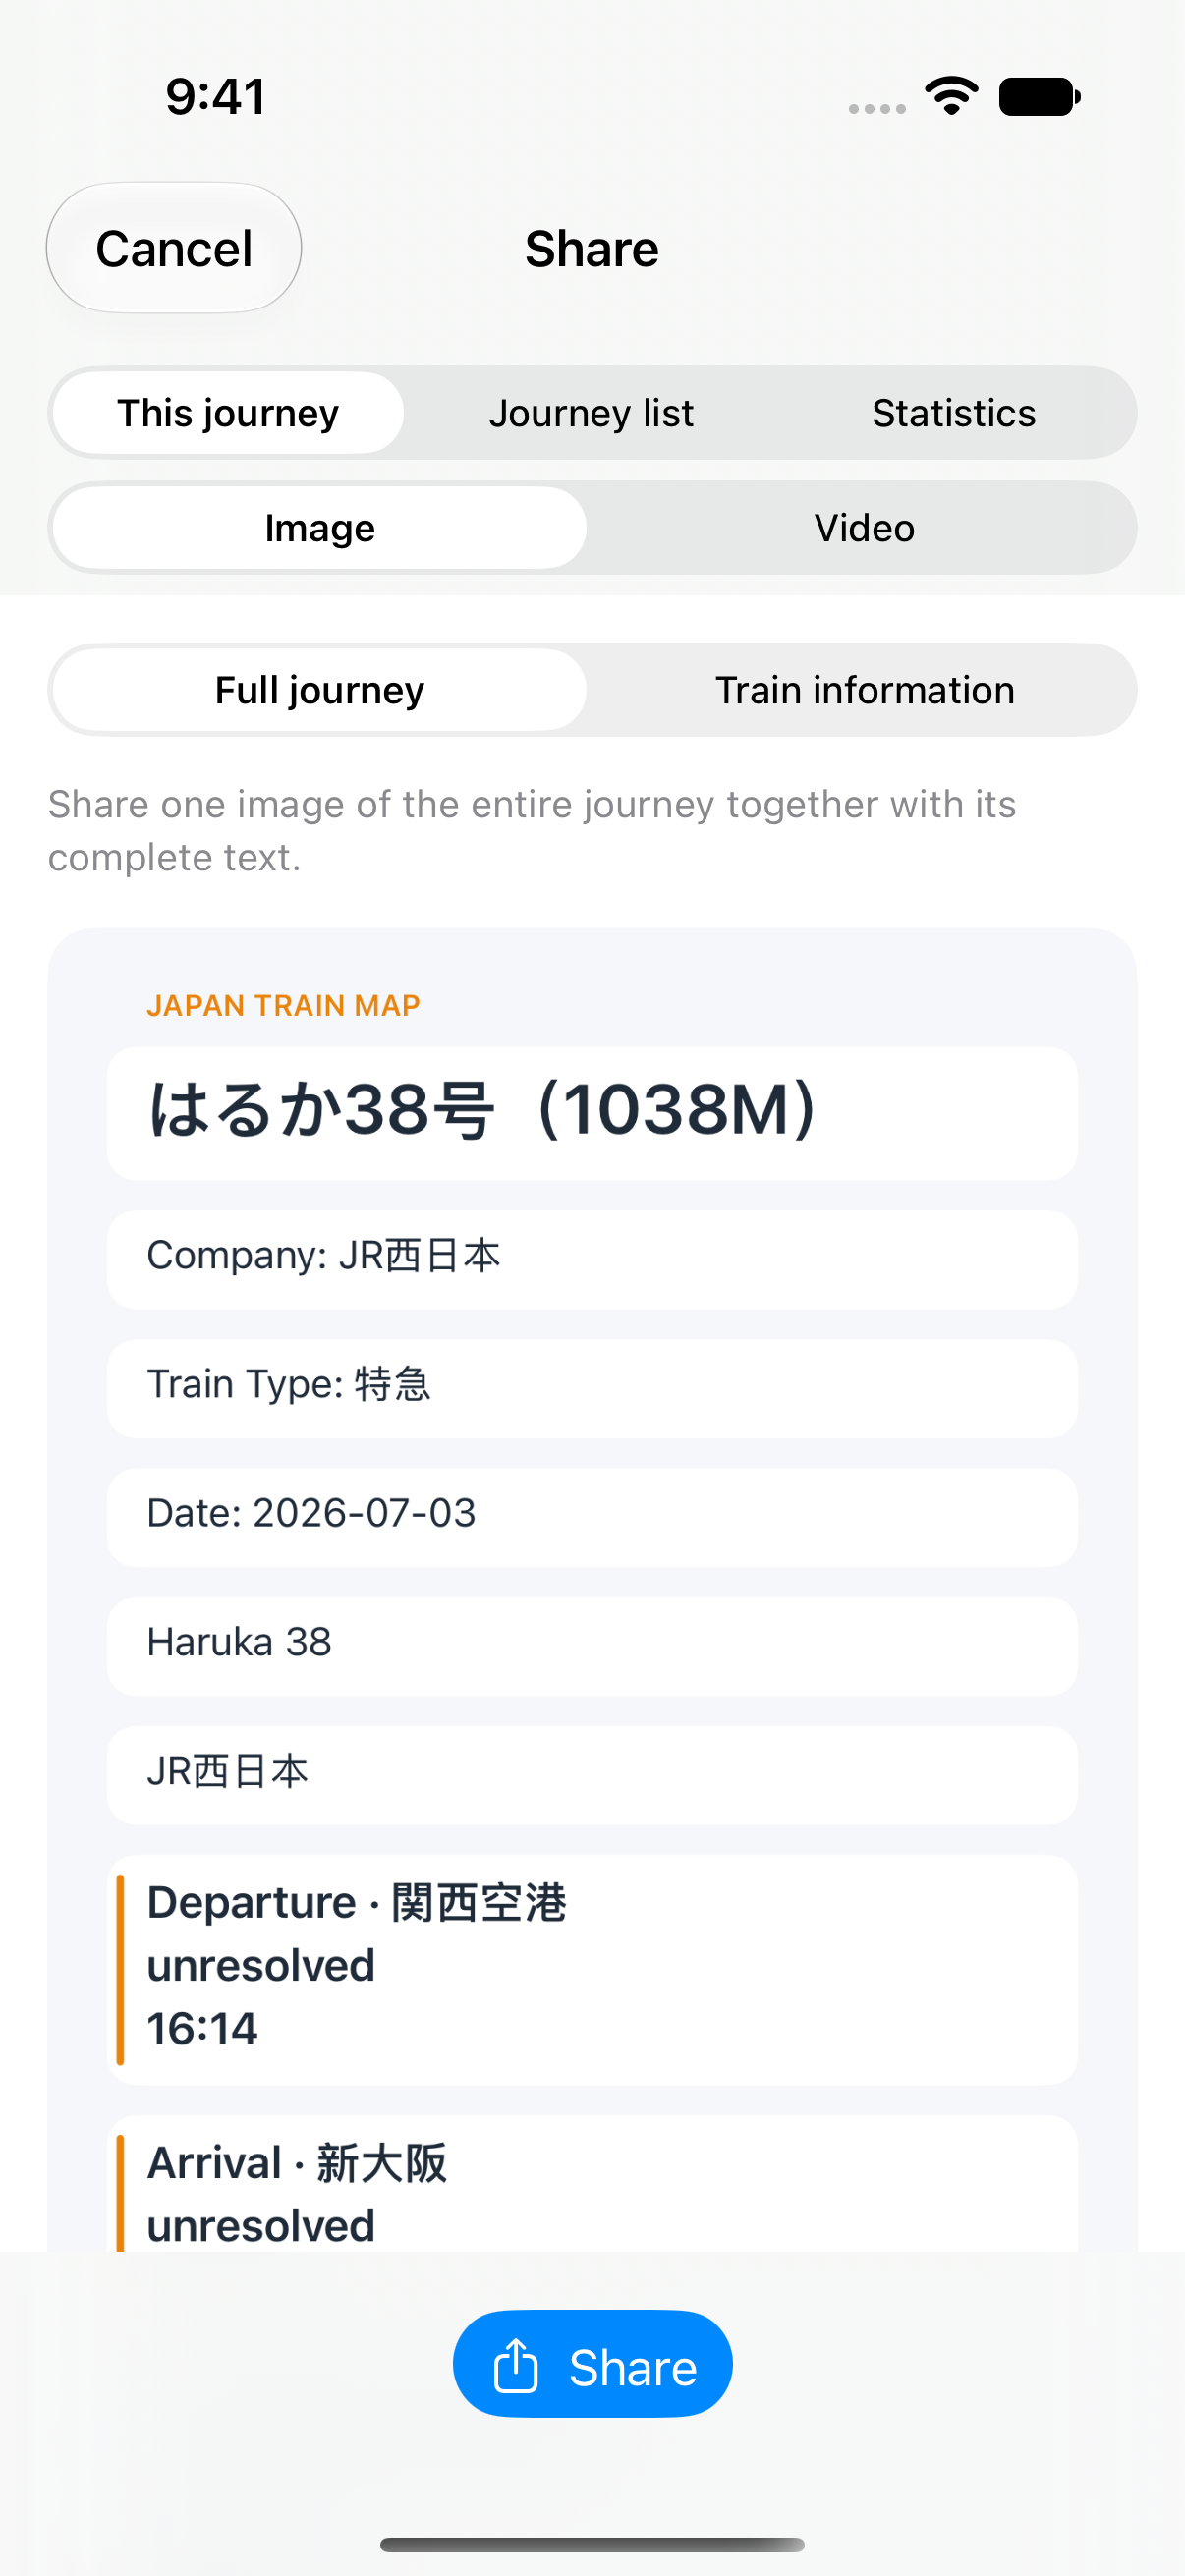 9:41
Cancel
Share
This journey
Journey list
Statistics
Image
Video
Full journey
Train information
Share one image of the entire journey together with its
complete text.
JAPAN TRAIN MAP
はるか38号（1038M）
Company: JR西日本
Train Type: 特急
Date: 2026-07-03
Haruka 38
JR西日本
Departure · 関西空港
unresolved
16:14
Arrival · 新大阪
unresolved
Share